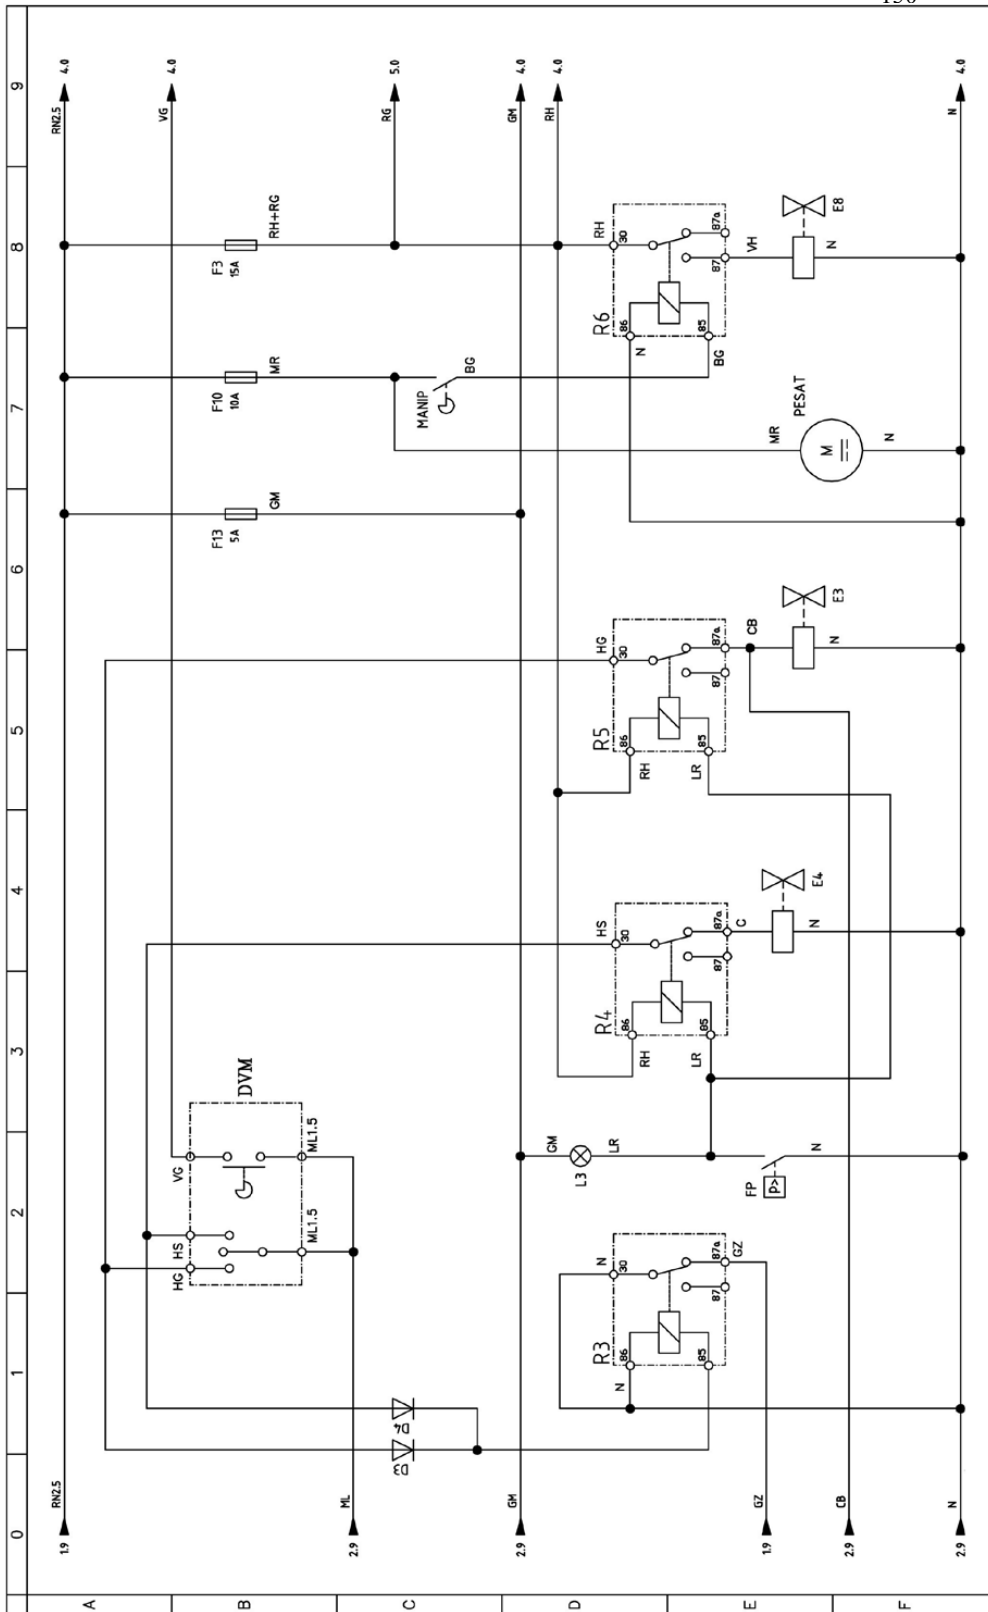 0 1 2 3 4 5 6 7 8 9
A
B
C
D
E
F
1.9 RN2.5
RN2.5 4.0
VG 4.0
HG HS VG
DVM
ML1.5 ML1.5
2.9 ML
F13
5A
GM
F10
10A
MR
F3
15A
RH+RG
D3 D4
MANIP
BG
RG 5.0
2.9 GM
GM 4.0
RH 4.0
R3
N
86
N
30
85
87
87a
GZ
GM
L3
LR
FP
P>
N
R4
RH
86
HS
30
LR
85
87
87a
C
E4
N
R5
RH
86
HG
30
LR
85
87
87a
CB
E3
N
MR
PESAT
M
N
R6
N
86
RH
30
BG
85
87
87a
VH
E8
N
1.9 GZ
2.9 CB
2.9 N
N 4.0